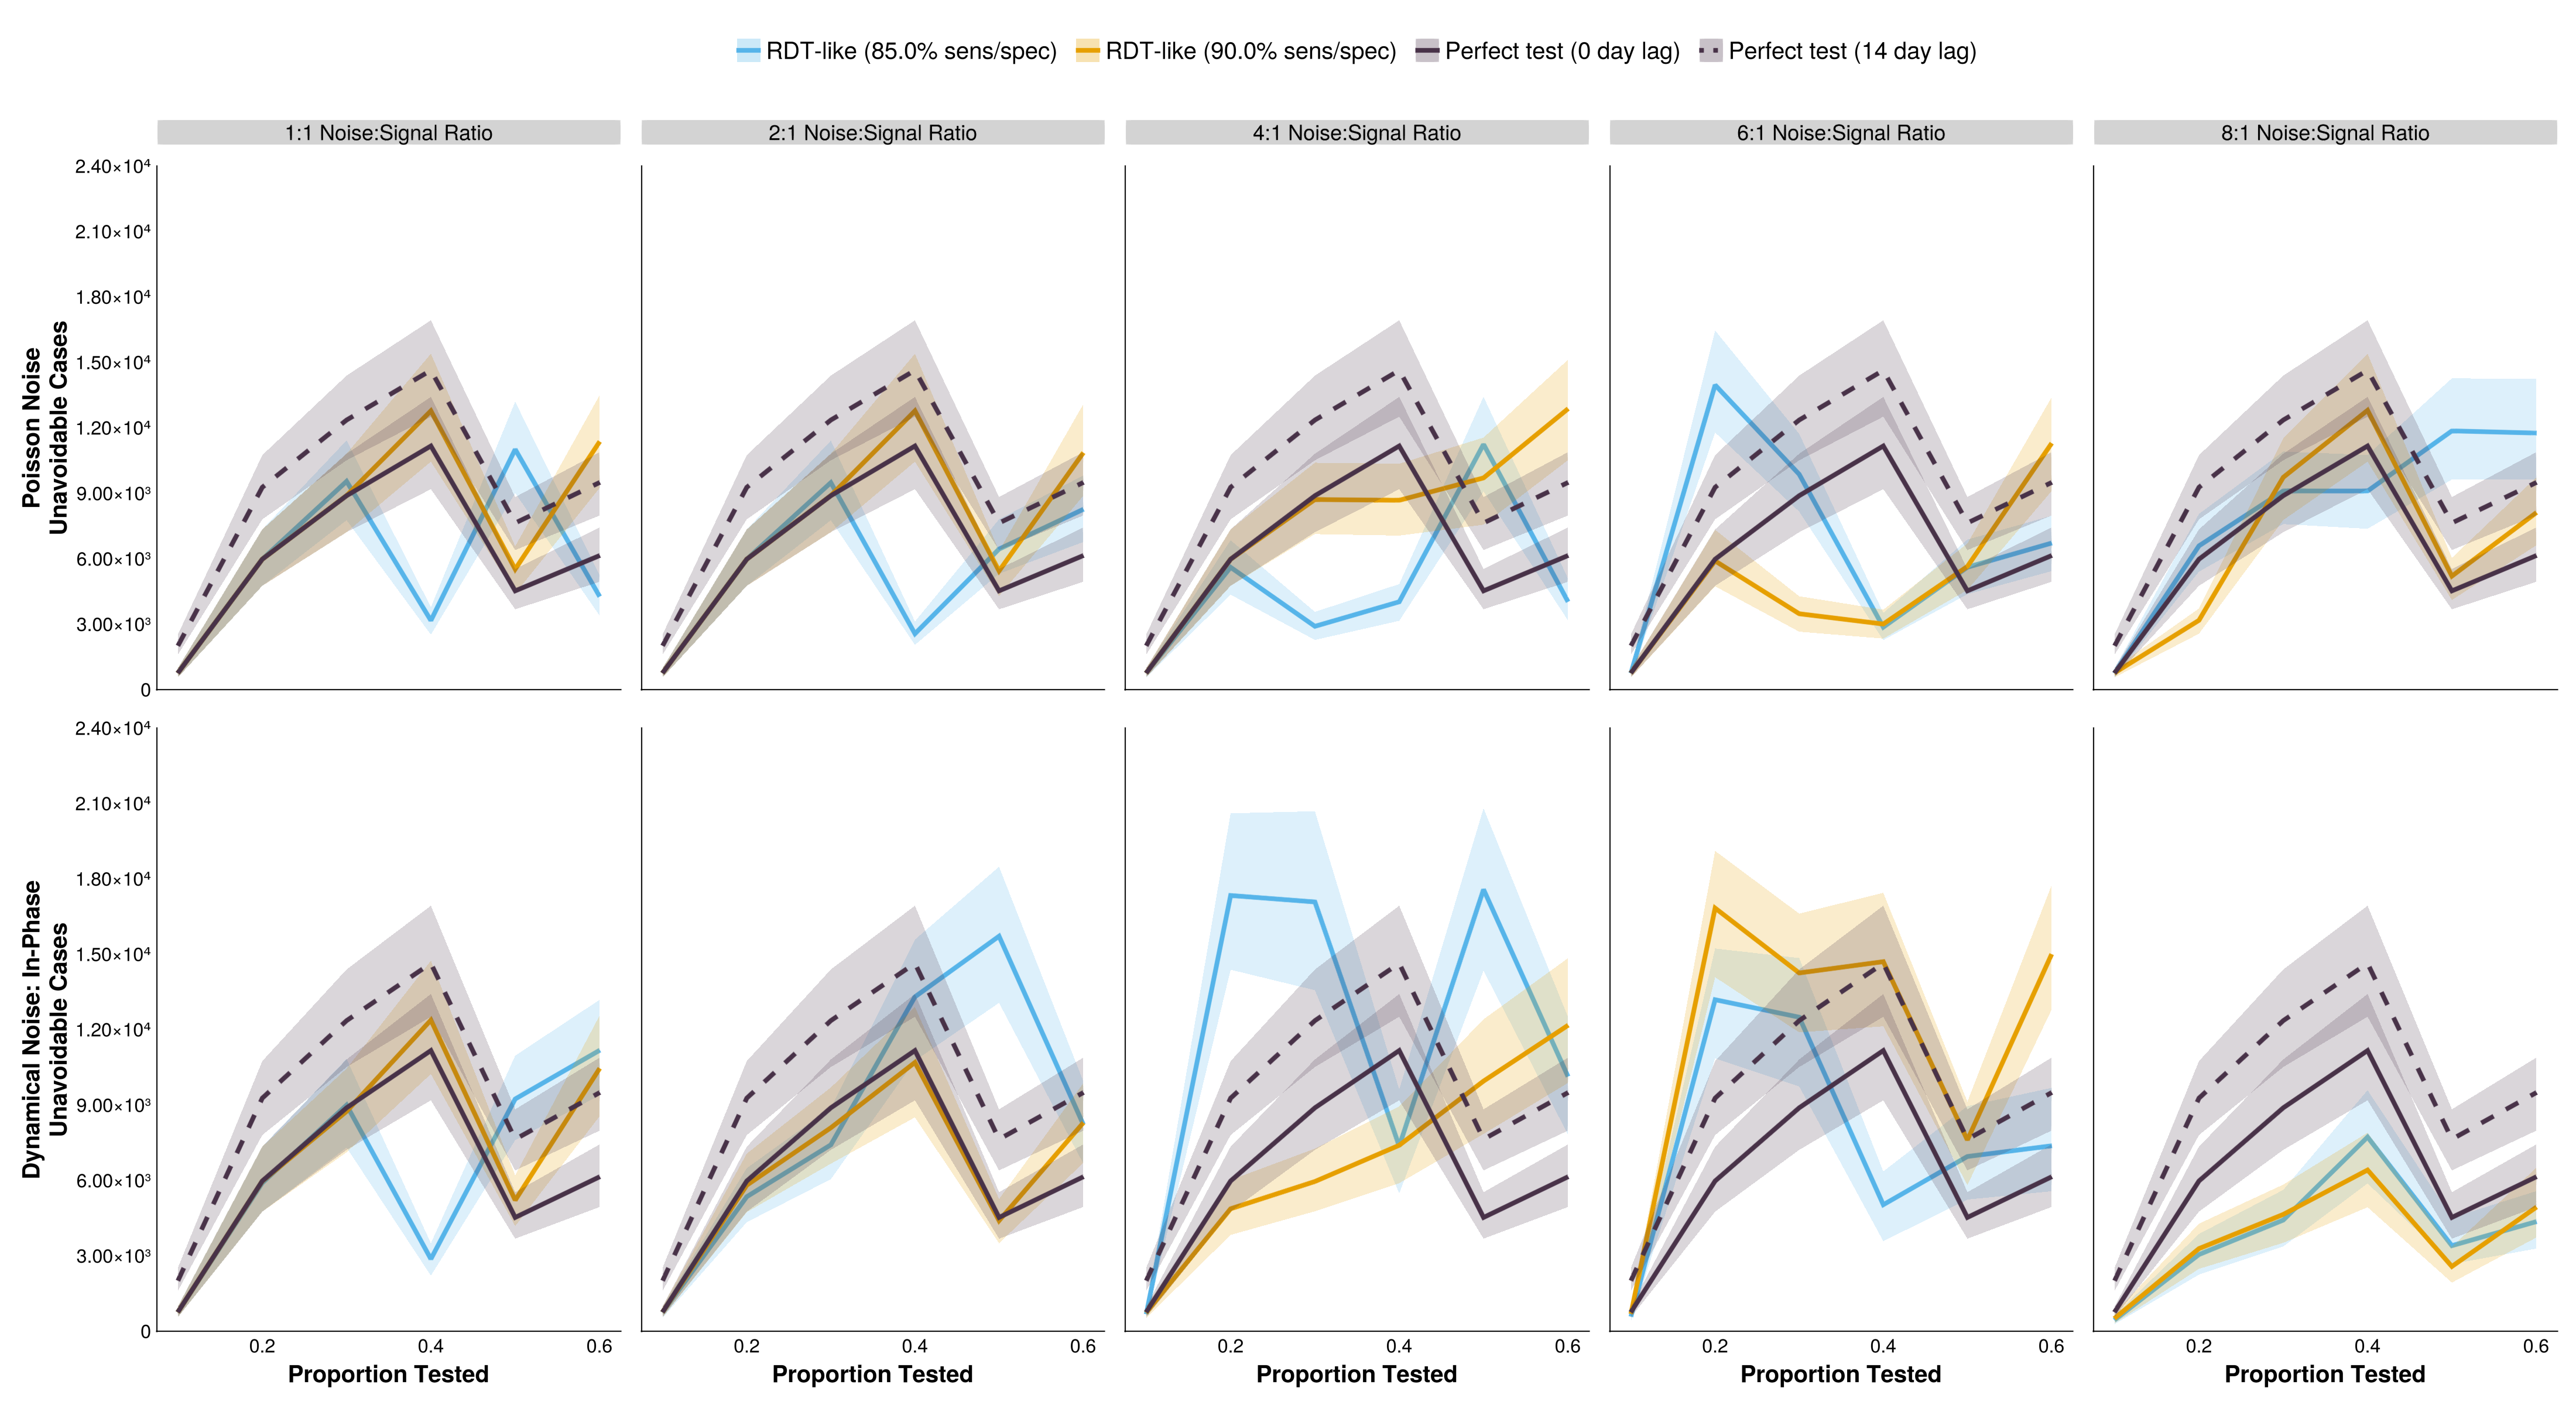 RDT-like (85.0% sens/spec) RDT-like (90.0% sens/spec) Perfect test (0 day lag) Perfect test (14 day lag)
1:1 Noise:Signal Ratio 2:1 Noise:Signal Ratio 4:1 Noise:Signal Ratio 6:1 Noise:Signal Ratio 8:1 Noise:Signal Ratio
Poisson Noise
Unavoidable Cases
2.40×10⁴
2.10×10⁴
1.80×10⁴
1.50×10⁴
1.20×10⁴
9.00×10³
6.00×10³
3.00×10³
0
Dynamical Noise: In-Phase
Unavoidable Cases
2.40×10⁴
2.10×10⁴
1.80×10⁴
1.50×10⁴
1.20×10⁴
9.00×10³
6.00×10³
3.00×10³
0
0.2 0.4 0.6 0.2 0.4 0.6 0.2 0.4 0.6 0.2 0.4 0.6 0.2 0.4 0.6
Proportion Tested Proportion Tested Proportion Tested Proportion Tested Proportion Tested